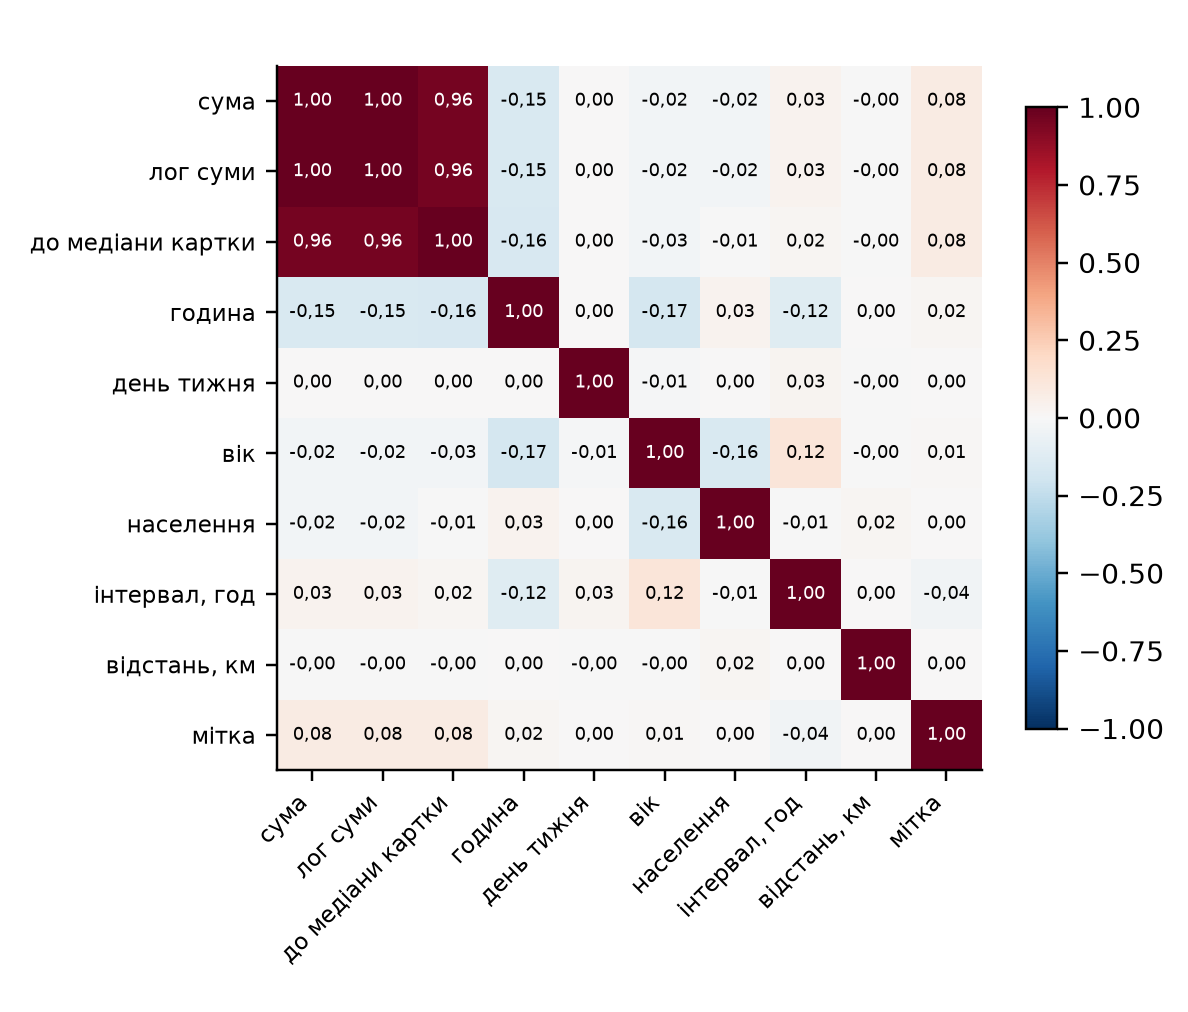 сума 1,00 1,00 0,96 -0,15 0,00 -0,02 -0,02 0,03 -0,00 0,08
лог суми 1,00 1,00 0,96 -0,15 0,00 -0,02 -0,02 0,03 -0,00 0,08
до медіани картки 0,96 0,96 1,00 -0,16 0,00 -0,03 -0,01 0,02 -0,00 0,08
година -0,15 -0,15 -0,16 1,00 0,00 -0,17 0,03 -0,12 0,00 0,02
день тижня 0,00 0,00 0,00 0,00 1,00 -0,01 0,00 0,03 -0,00 0,00
вік -0,02 -0,02 -0,03 -0,17 -0,01 1,00 -0,16 0,12 -0,00 0,01
населення -0,02 -0,02 -0,01 0,03 0,00 -0,16 1,00 -0,01 0,02 0,00
інтервал, год 0,03 0,03 0,02 -0,12 0,03 0,12 -0,01 1,00 0,00 -0,04
відстань, км -0,00 -0,00 -0,00 0,00 -0,00 -0,00 0,02 0,00 1,00 0,00
мітка 0,08 0,08 0,08 0,02 0,00 0,01 0,00 -0,04 0,00 1,00
сума
лог суми
до медіани картки
година
день тижня
вік
населення
інтервал, год
відстань, км
мітка
1.00
0.75
0.50
0.25
0.00
−0.25
−0.50
−0.75
−1.00